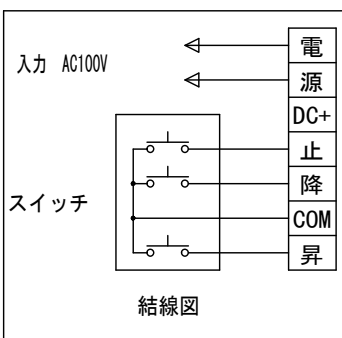 入力 AC100V
電
源
DC+
止
降
COM
昇
スイッチ
結線図